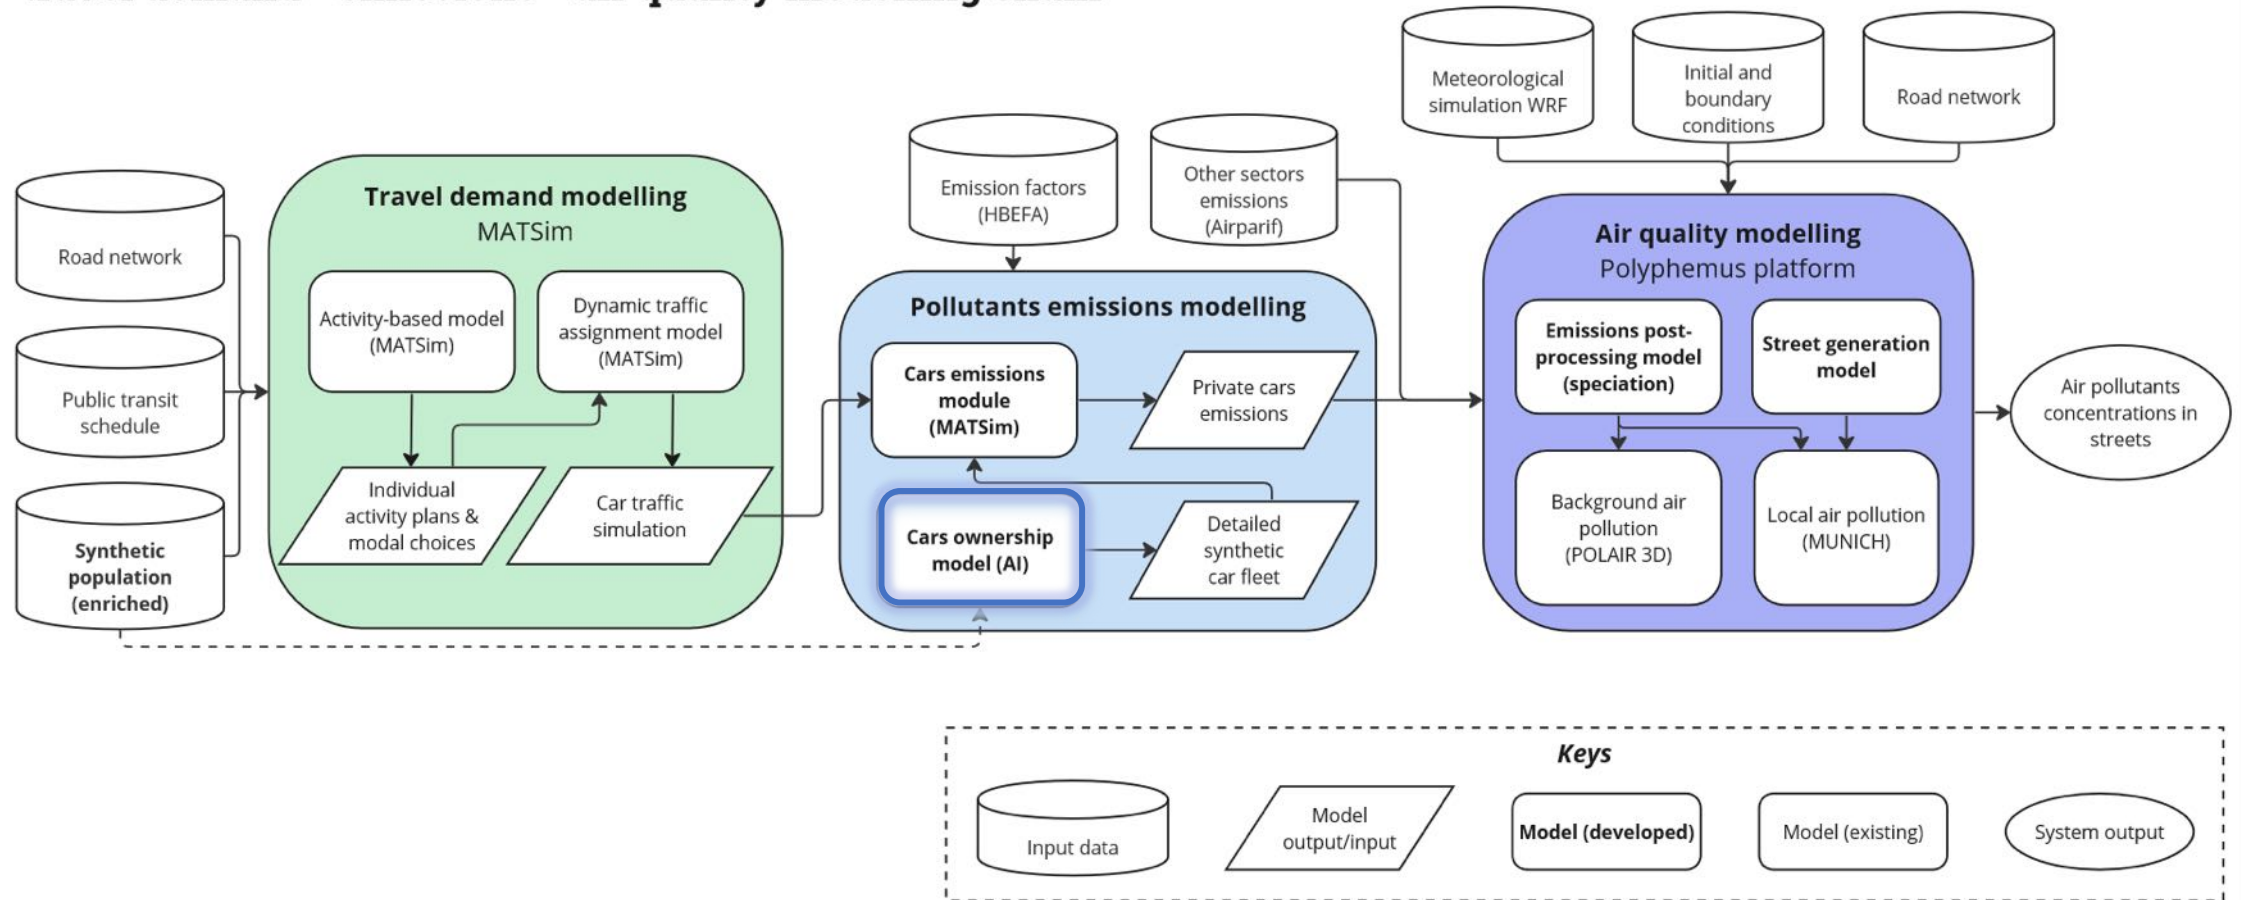 Meteorological
simulation WRF
Initial and
boundary
conditions
Road network
Road network
Public transit
schedule
Synthetic
population
(enriched)
Travel demand modelling
MATSim
Activity-based model
(MATSim)
Dynamic traffic
assignment model
(MATSim)
Individual
activity plans &
modal choices
Car traffic
simulation
Emission factors
(HBEFA)
Other sectors
emissions
(Airparif)
Pollutants emissions modelling
Cars emissions
module
(MATSim)
Private cars
emissions
Cars ownership
model (AI)
Detailed
synthetic
car fleet
Air quality modelling
Polyphemus platform
Emissions post-
processing model
(speciation)
Street generation
model
Background air
pollution
(POLAIR 3D)
Local air pollution
(MUNICH)
Air pollutants
concentrations in
streets
Keys
Input data
Model
output/input
Model (developed)
Model (existing)
System output